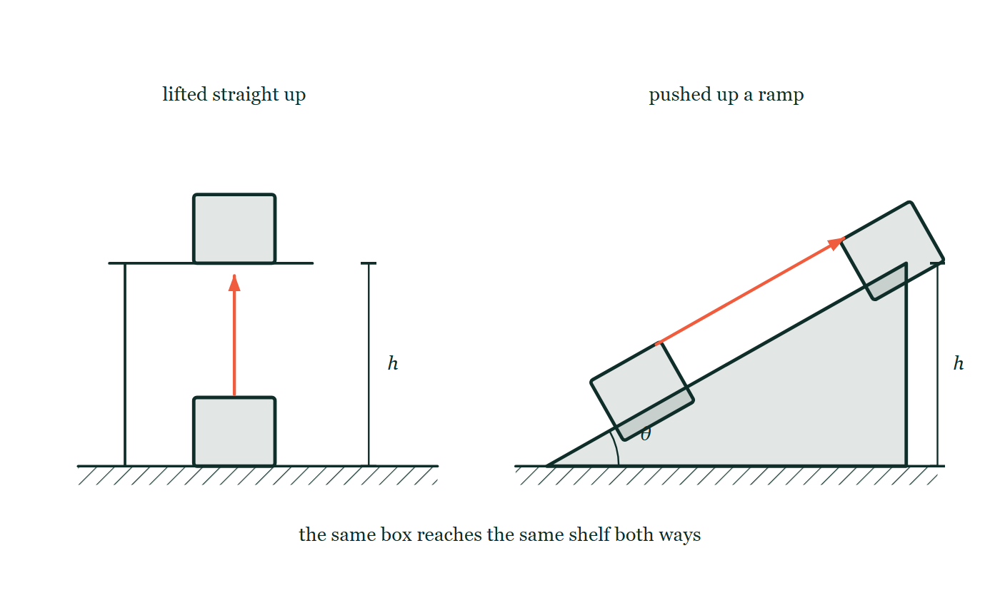 lifted straight up
pushed up a ramp
h
h
θ
the same box reaches the same shelf both ways